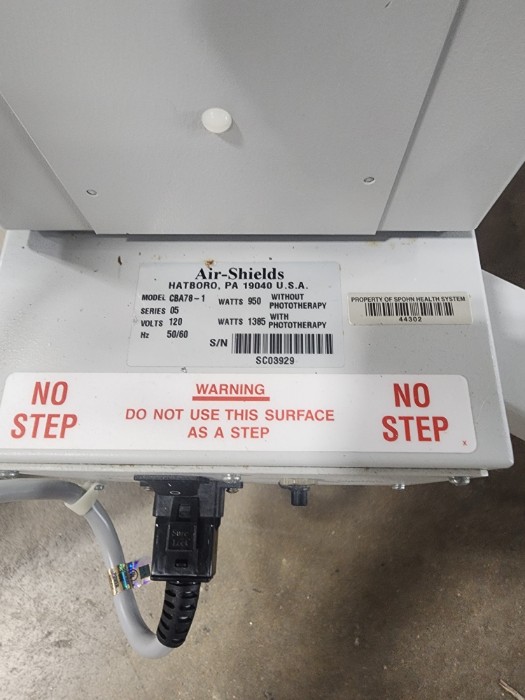 Air-Shields
HATBORO, PA 19040 U.S.A.
MODEL CBA78-1 WATTS 950 WITHOUT PHOTOTHERAPY
SERIES 05
VOLTS 120 WATTS 1385 WITH PHOTOTHERAPY
Hz 50/60
S/N
SC03929
PROPERTY OF SPOHN HEALTH SYSTEM
44302
NO STEP
WARNING
DO NOT USE THIS SURFACE
AS A STEP
NO STEP